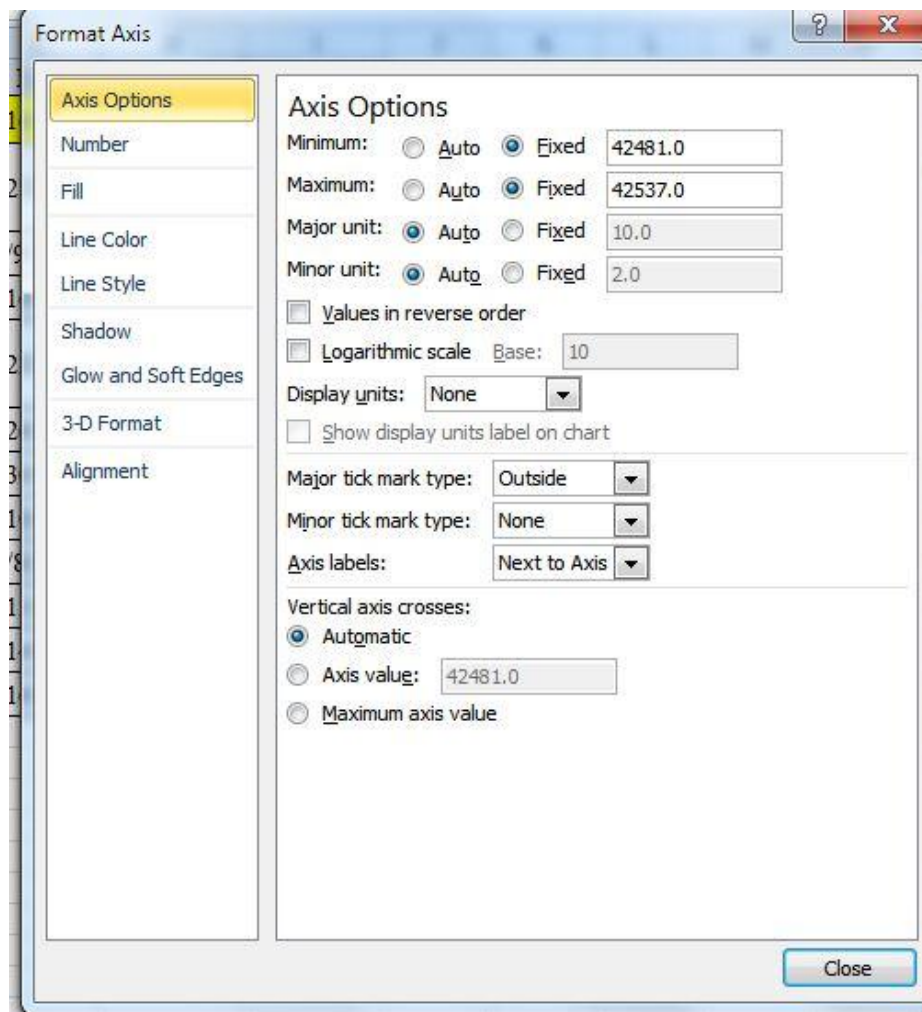 Format Axis
Axis Options
Number
Fill
Line Color
Line Style
Shadow
Glow and Soft Edges
3-D Format
Alignment
Axis Options
Minimum: Auto Fixed 42481.0
Maximum: Auto Fixed 42537.0
Major unit: Auto Fixed 10.0
Minor unit: Auto Fixed 2.0
Values in reverse order
Logarithmic scale Base: 10
Display units: None
Show display units label on chart
Major tick mark type: Outside
Minor tick mark type: None
Axis labels: Next to Axis
Vertical axis crosses:
Automatic
Axis value: 42481.0
Maximum axis value
Close